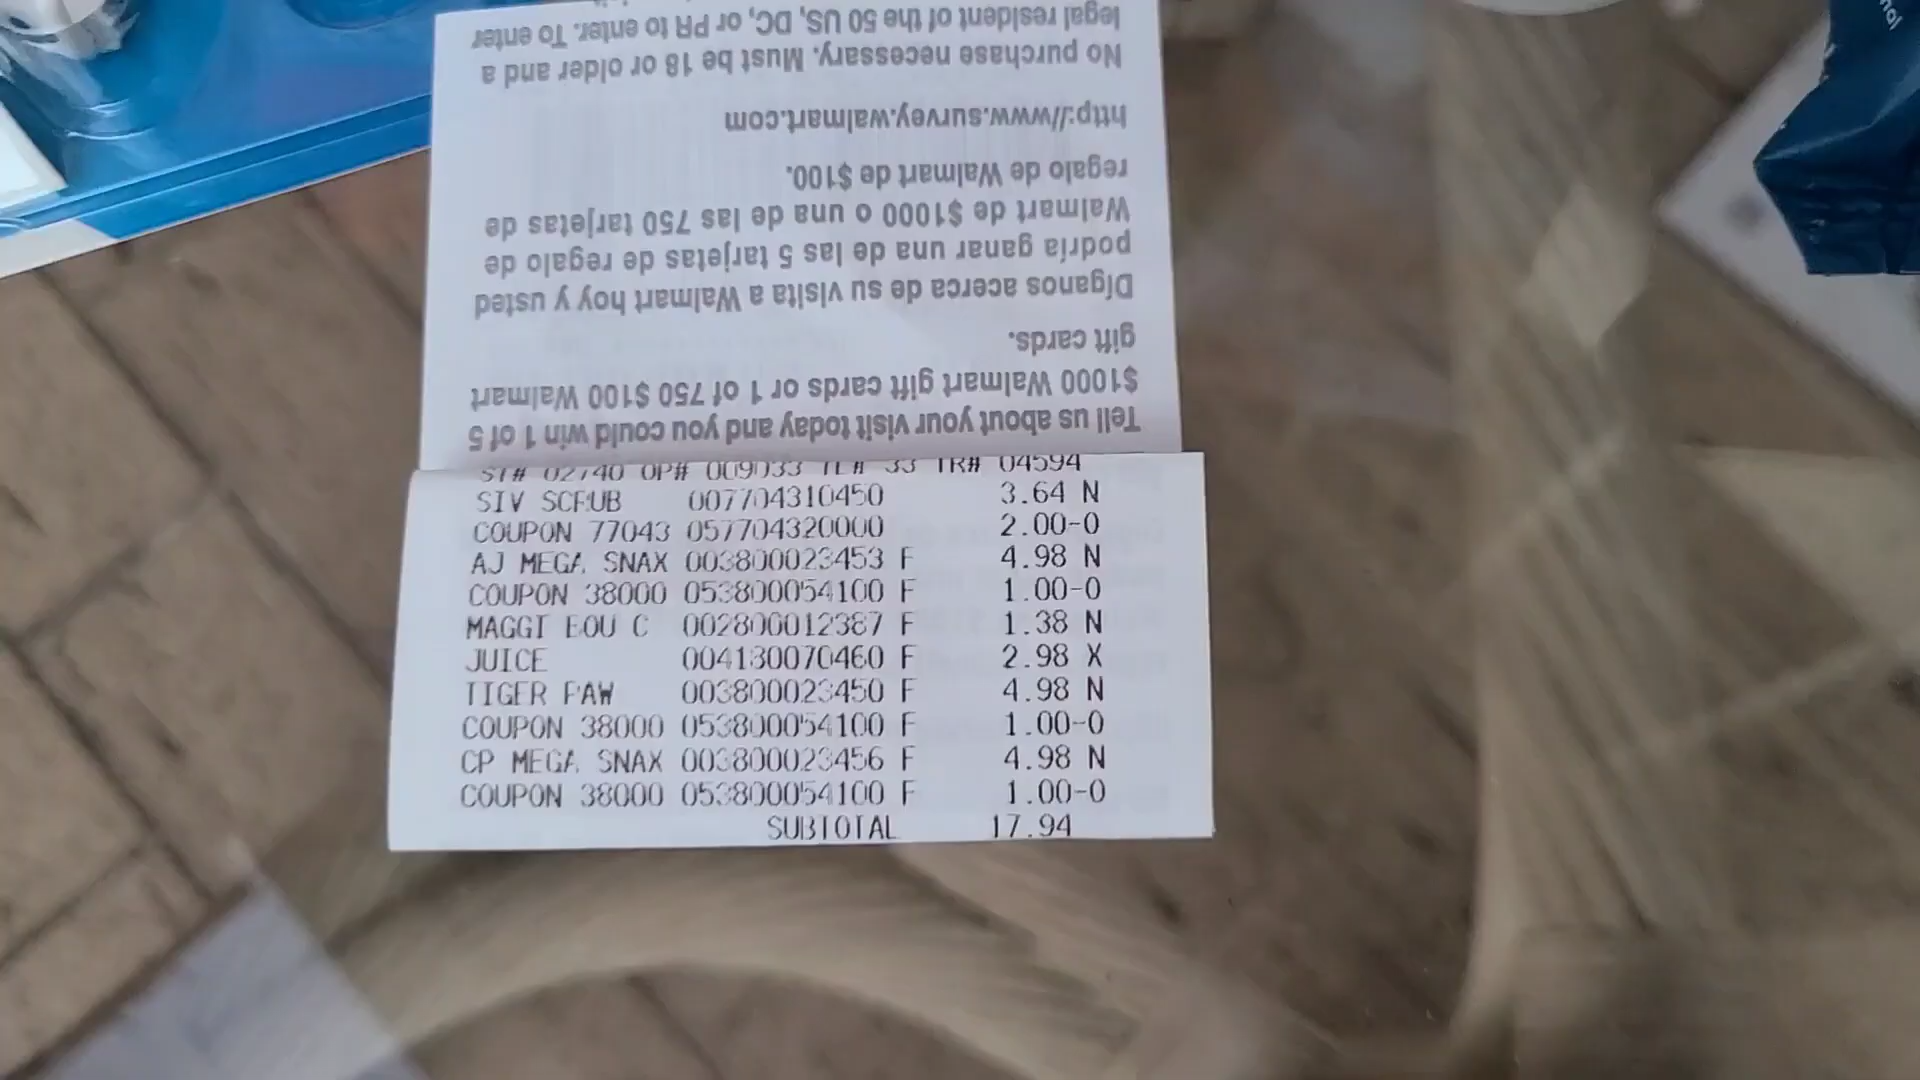 Tell us about your visit today and you could win 1 of 5
$1000 Walmart gift cards or 1 of 750 $100 Walmart
gift cards.
Díganos acerca de su visita a Walmart hoy y usted
podría ganar una de las 5 tarjetas de regalo de
Walmart de $1000 o una de las 750 tarjetas de
regalo de Walmart de $100.
http://www.survey.walmart.com
No purchase necessary. Must be 18 or older and a
legal resident of the 50 US, DC, or PR to enter. To enter
ST# 02740 OP# 009033 TE# 33 TR# 04594
SIV SCRUB 007704310450 3.64 N
COUPON 77043 057704320000 2.00-O
AJ MEGA SNAX 003800023453 F 4.98 N
COUPON 38000 053800054100 F 1.00-O
MAGGI BOU C 002800012387 F 1.38 N
JUICE 004130070460 F 2.98 X
TIGER PAW 003800023450 F 4.98 N
COUPON 38000 053800054100 F 1.00-O
CP MEGA SNAX 003800023456 F 4.98 N
COUPON 38000 053800054100 F 1.00-O
SUBTOTAL 17.94